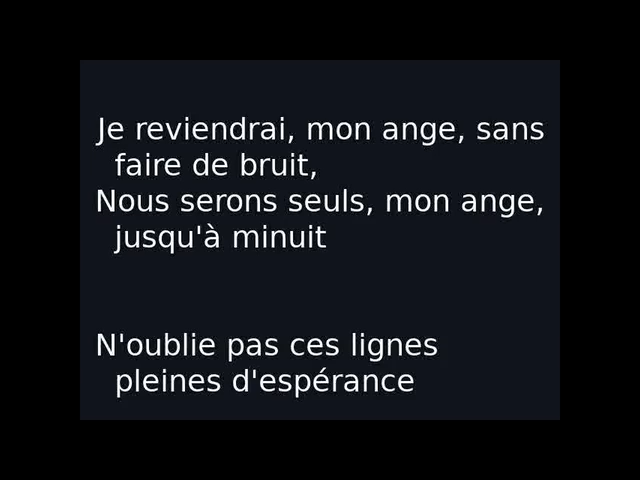 Je reviendrai, mon ange, sans
faire de bruit,
Nous serons seuls, mon ange,
jusqu'à minuit
N'oublie pas ces lignes
pleines d'espérance